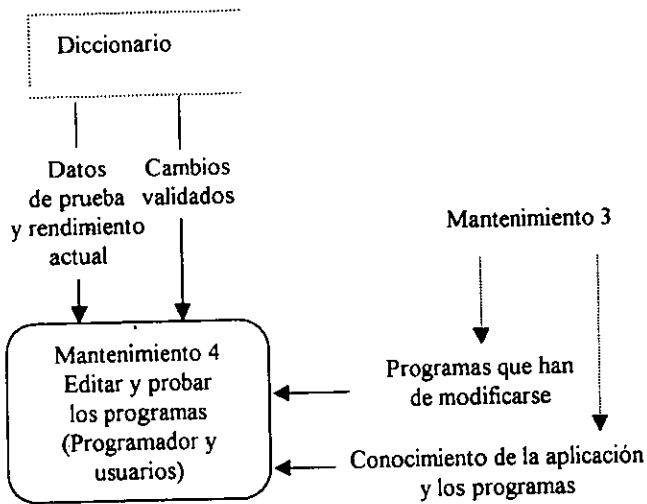 Diccionario
Datos
de prueba
y rendimiento
actual
Cambios
validados
Mantenimiento 3
Mantenimiento 4
Editar y probar
los programas
(Programador y
usuarios)
Programas que han
de modificarse
Conocimiento de la aplicación
y los programas